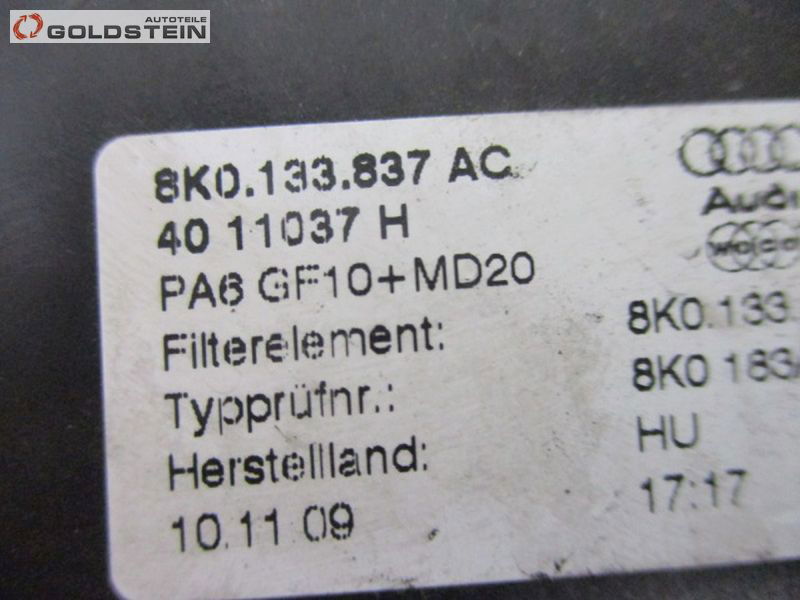 AUTOTEILE
GOLDSTEIN
8K0.133.837 AC
40 11037 H
PA6 GF10+MD20
Filterelement: 8K0.133.
Typprüfnr.: 8K0 183A
Herstellland: HU
10.11 09 17:17
Audi